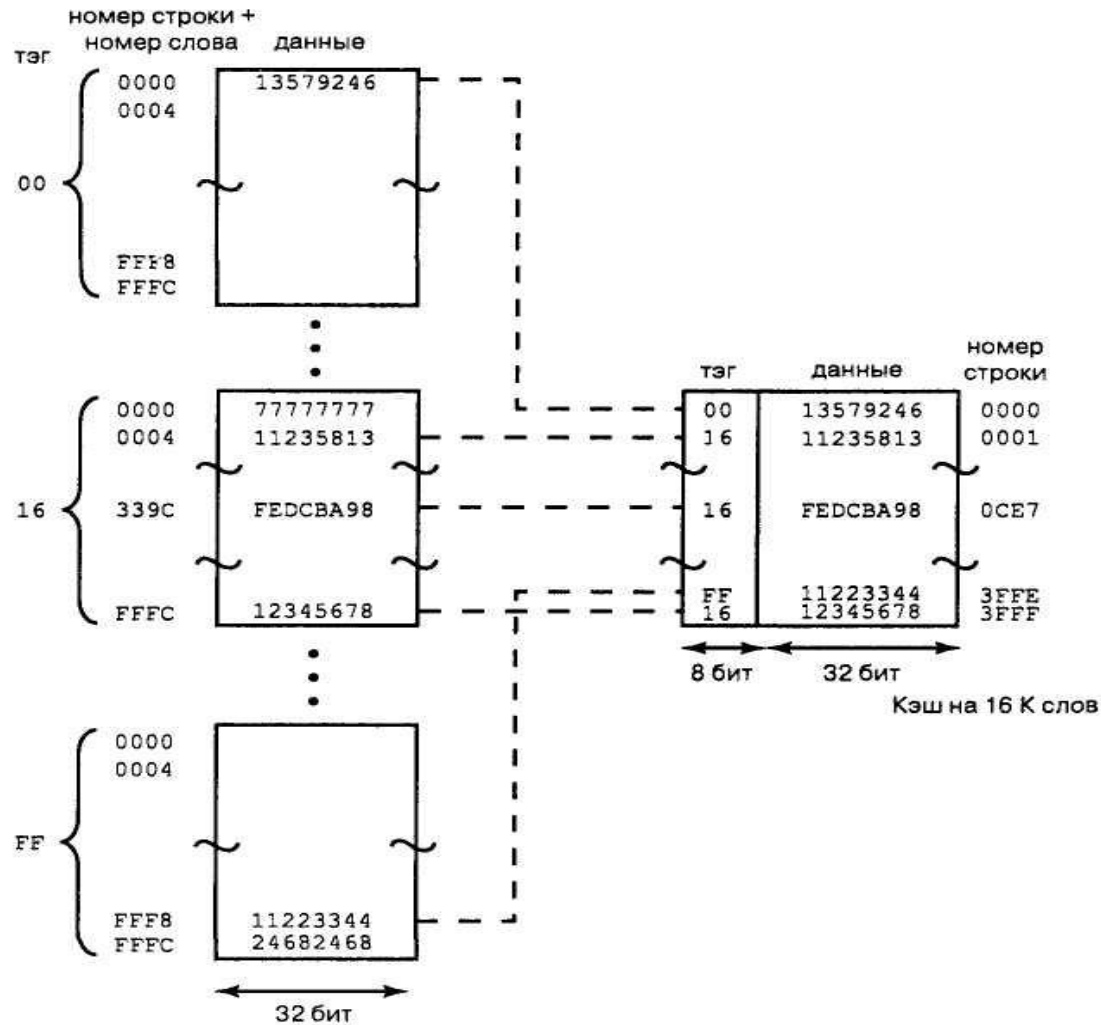 номер строки +
тэг номер слова данные
0000 13579246
0004
00
FFF8
FFFC
тэг данные номер строки
0000 77777777 00 13579246 0000
0004 11235813 16 11235813 0001
16 339C FEDCBA98 16 FEDCBA98 0CE7
FF 11223344 3FFE
FFFC 12345678 16 12345678 3FFF
8 бит 32 бит
Кэш на 16 К слов
0000
0004
FF
FFF8 11223344
FFFC 24682468
32 бит